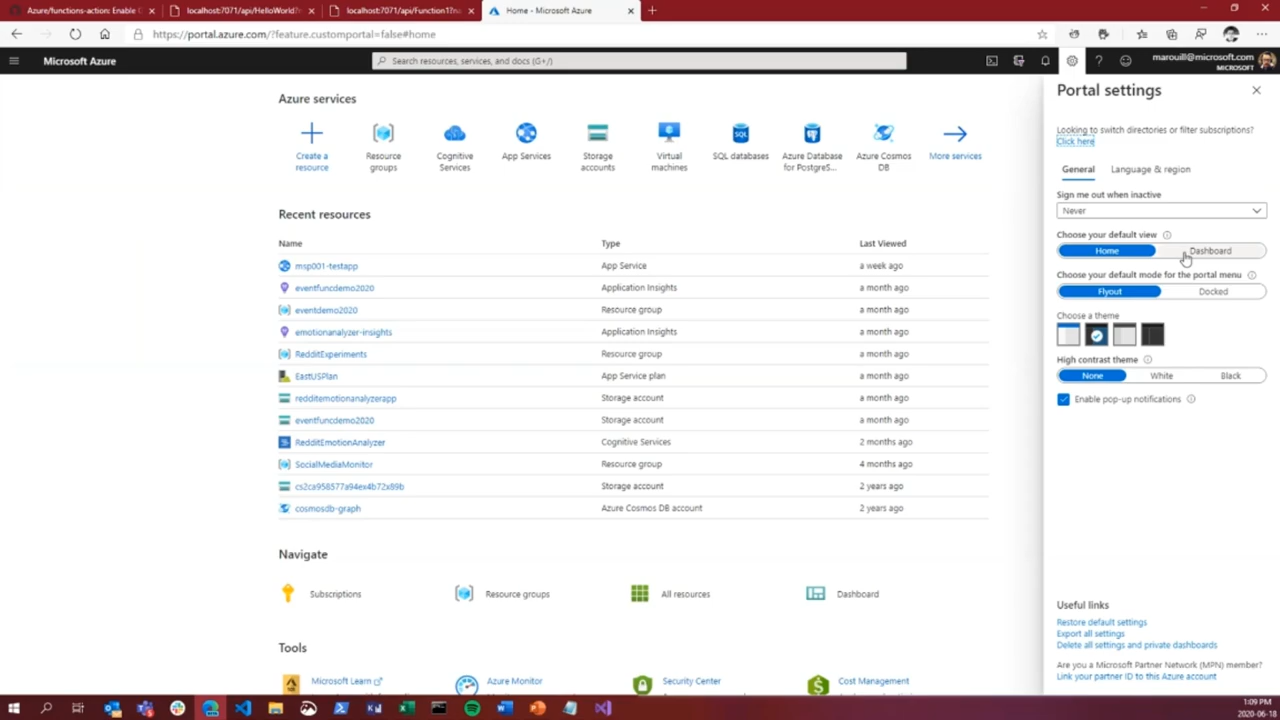 Azure/functions-action: Enable D
localhost:7071/api/HelloWorld?
localhost:7071/api/Function1?na
Home - Microsoft Azure
https://portal.azure.com/?feature.customportal=false#home
Microsoft Azure
Search resources, services, and docs (G+/)
marouill@microsoft.com
MICROSOFT
Azure services
Create a resource
Resource groups
Cognitive Services
App Services
Storage accounts
Virtual machines
SQL databases
Azure Database for PostgreS...
Azure Cosmos DB
More services
Recent resources
Name Type Last Viewed
msp001-testapp App Service a week ago
eventfuncdemo2020 Application Insights a month ago
eventdemo2020 Resource group a month ago
emotionanalyzer-insights Application Insights a month ago
RedditExperiments Resource group a month ago
EastUSPlan App Service plan a month ago
redditemotionanalyzerapp Storage account a month ago
eventfuncdemo2020 Storage account a month ago
RedditEmotionAnalyzer Cognitive Services 2 months ago
SocialMediaMonitor Resource group 4 months ago
cs2ca958577a94ex4b72x89b Storage account 2 years ago
cosmosdb-graph Azure Cosmos DB account 2 years ago
Navigate
Subscriptions Resource groups All resources Dashboard
Tools
Microsoft Learn Azure Monitor Security Center Cost Management
Portal settings
Looking to switch directories or filter subscriptions?
Click here
General Language & region
Sign me out when inactive
Never
Choose your default view
Home Dashboard
Choose your default mode for the portal menu
Flyout Docked
Choose a theme
High contrast theme
None White Black
Enable pop-up notifications
Useful links
Restore default settings
Export all settings
Delete all settings and private dashboards
Are you a Microsoft Partner Network (MPN) member?
Link your partner ID to this Azure account
1:09 PM
2020-06-18